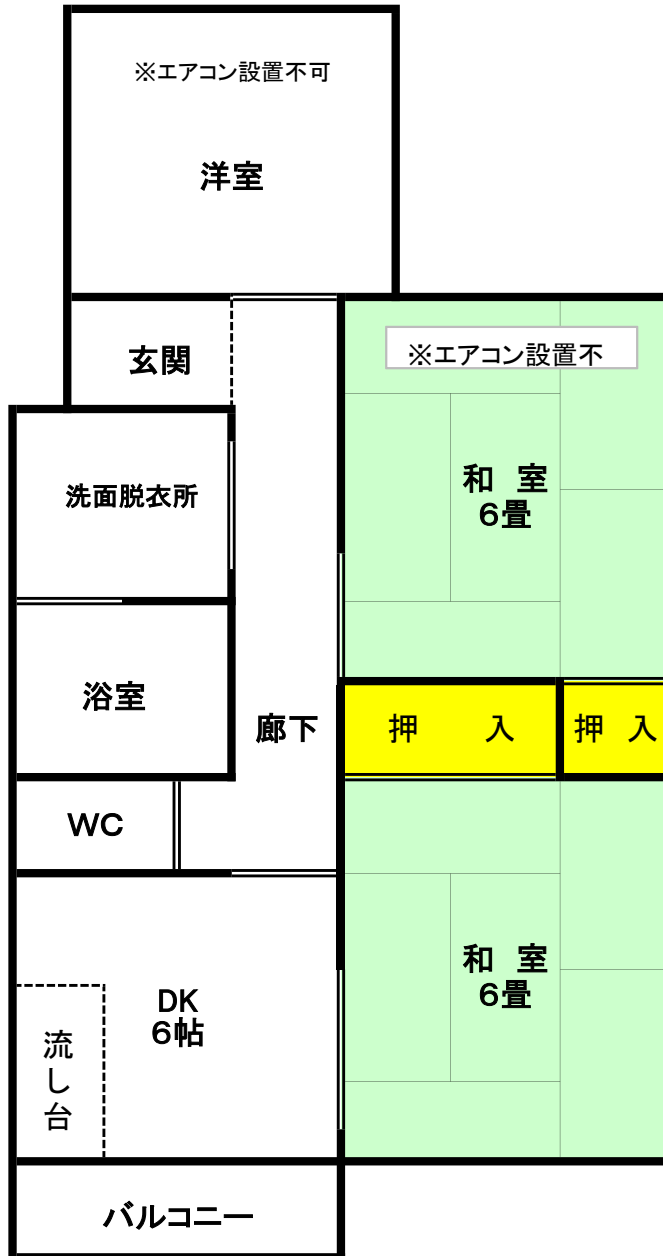 ※エアコン設置不可
洋室
玄関
※エアコン設置不
和 室
6畳
洗面脱衣所
浴室
廊下
押 入
押 入
WC
和 室
6畳
DK
6帖
流し台
バルコニー